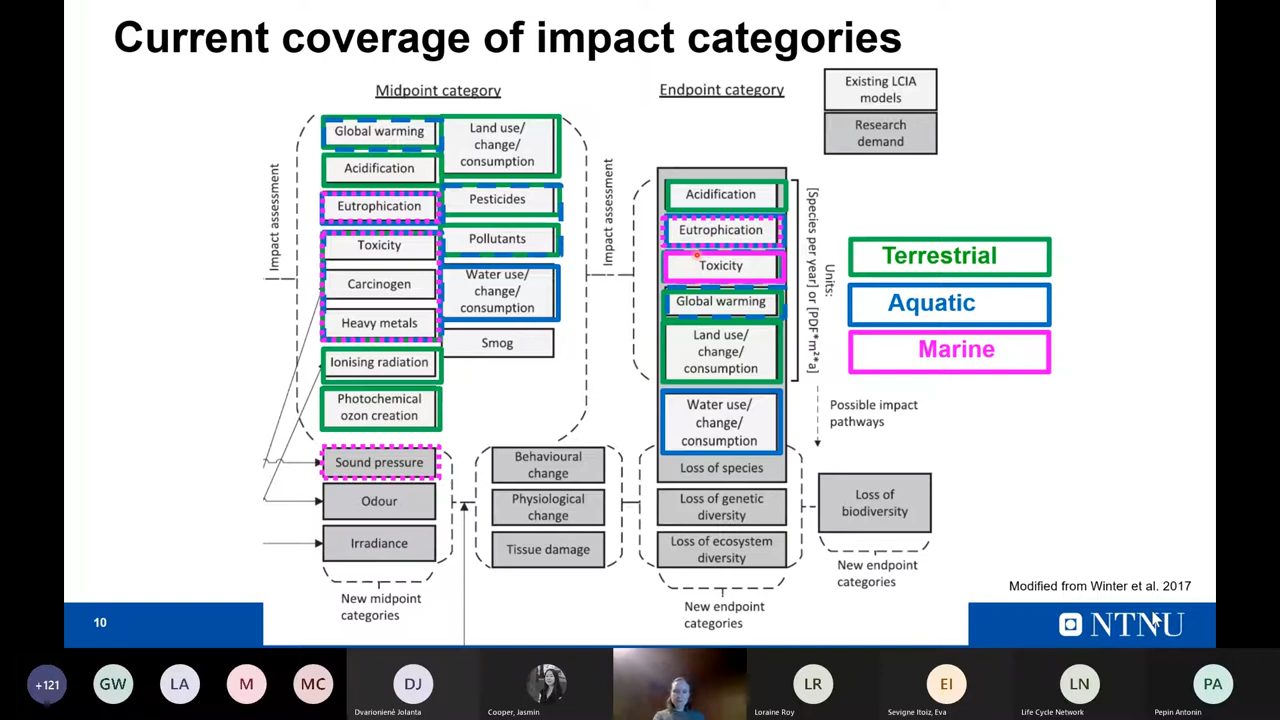 Current coverage of impact categories
Midpoint category
Endpoint category
Existing LCIA
models
Research
demand
Impact assessment
Global warming
Acidification
Eutrophication
Toxicity
Carcinogen
Heavy metals
Ionising radiation
Photochemical
ozon creation
Land use/
change/
consumption
Pesticides
Pollutants
Water use/
change/
consumption
Smog
Impact assessment
Acidification
Eutrophication
Toxicity
Global warming
Land use/
change/
consumption
Water use/
change/
consumption
Loss of species
Loss of genetic
diversity
Loss of ecosystem
diversity
Units:
[Species per year] or [PDF*m²*a]
Terrestrial
Aquatic
Marine
Possible impact
pathways
Sound pressure
Odour
Irradiance
Behavioural
change
Physiological
change
Tissue damage
Loss of
biodiversity
New midpoint
categories
New endpoint
categories
New endpoint
categories
Modified from Winter et al. 2017
10
NTNU
+121
GW
LA
M
MC
DJ
Dvarionienė Jolanta
Cooper, Jasmin
LR
Loraine Roy
EI
Sevigne Itoiz, Eva
LN
Life Cycle Network
PA
Pepin Antonin